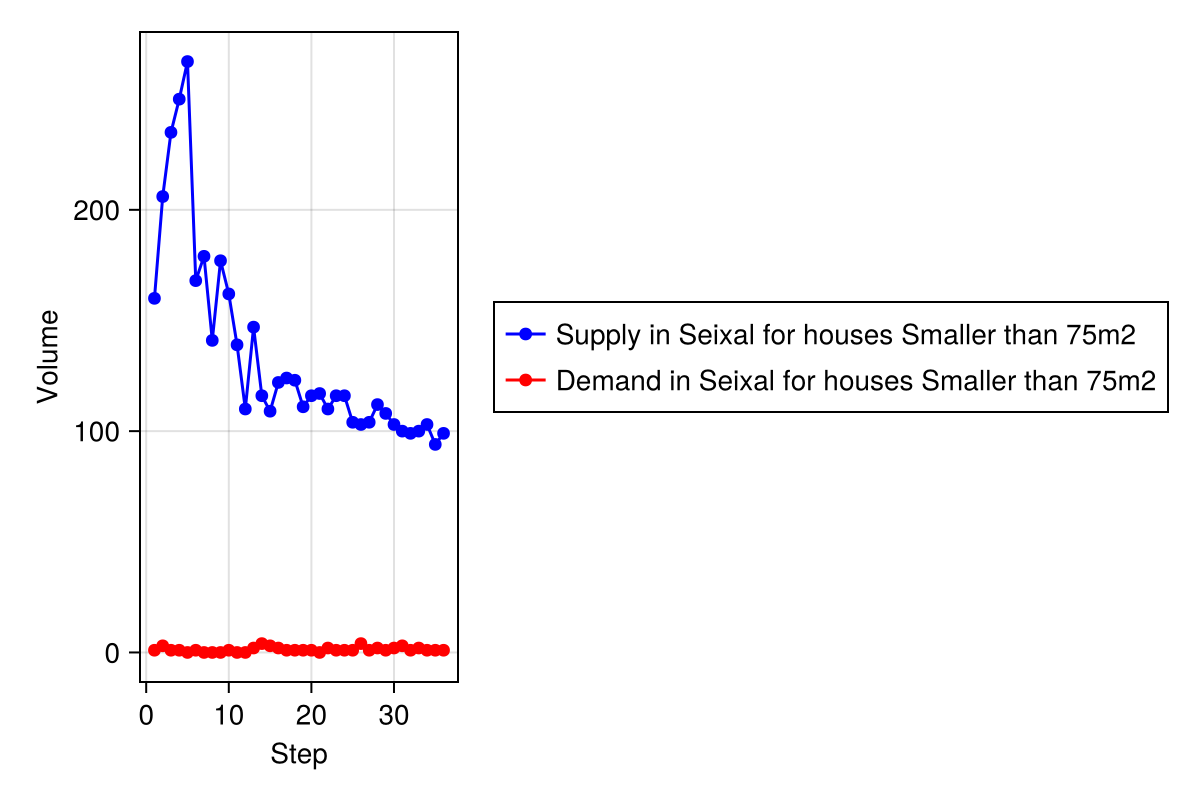 200
100
0
Volume
0 10 20 30
Step
Supply in Seixal for houses Smaller than 75m2
Demand in Seixal for houses Smaller than 75m2